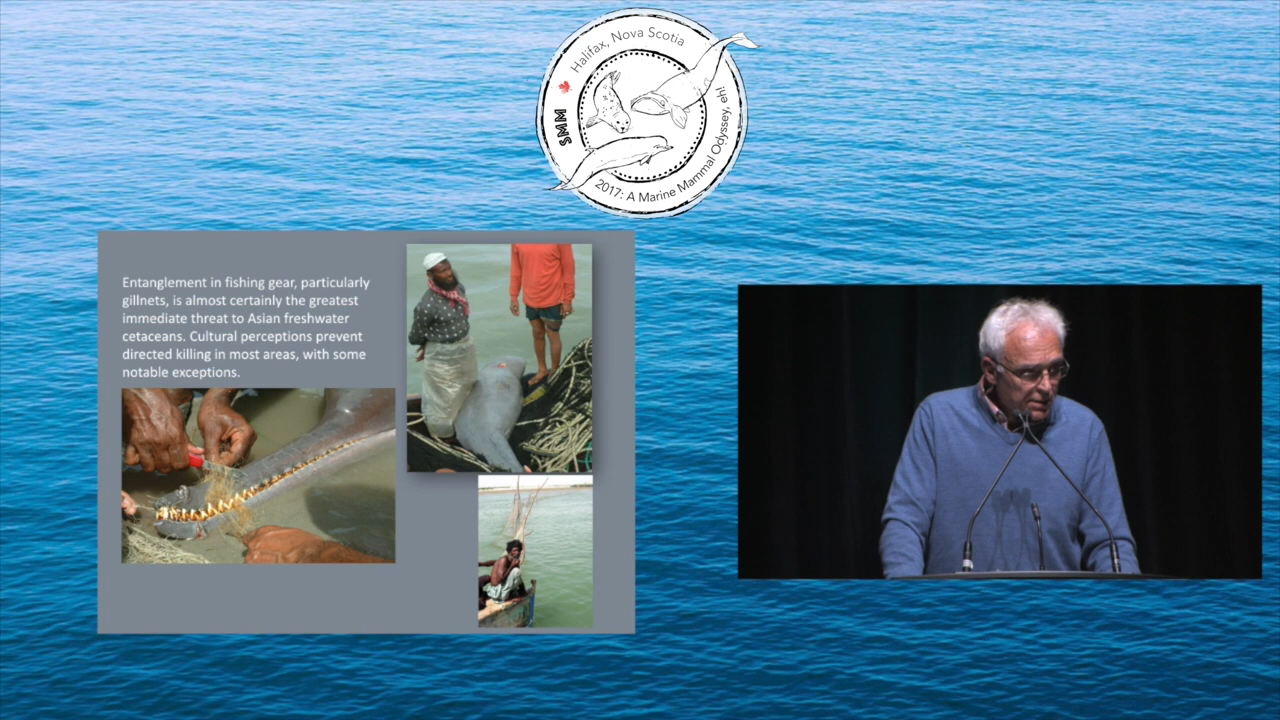 Halifax, Nova Scotia
SMM
2017: A Marine Mammal Odyssey, eh!
Entanglement in fishing gear, particularly
gillnets, is almost certainly the greatest
immediate threat to Asian freshwater
cetaceans. Cultural perceptions prevent
directed killing in most areas, with some
notable exceptions.